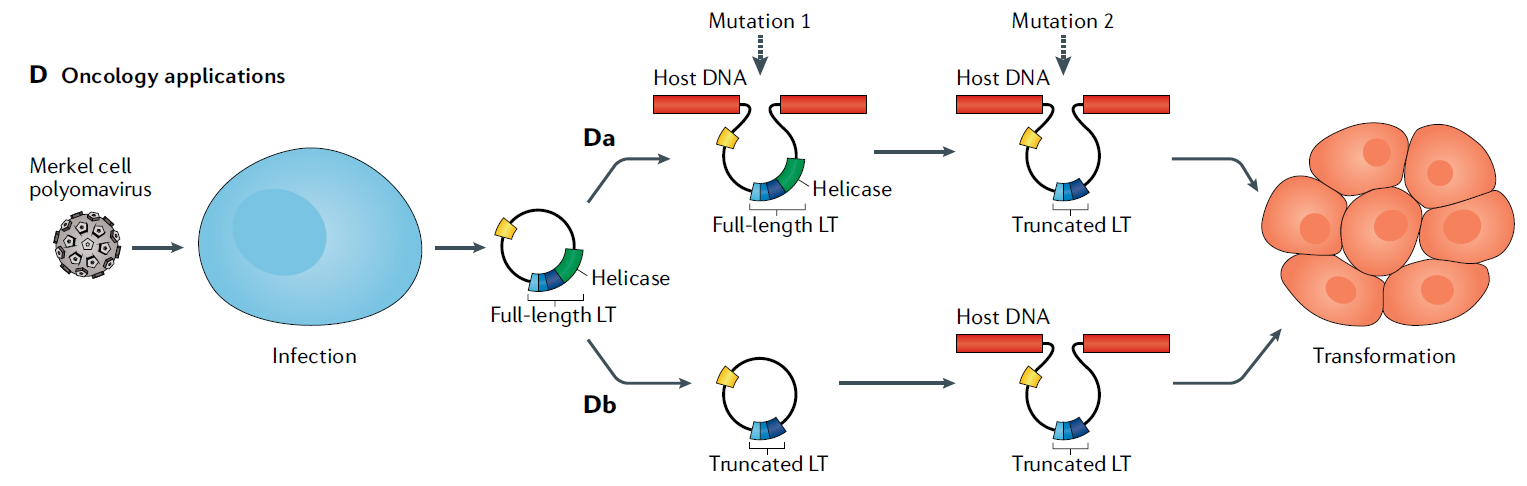 D Oncology applications
Merkel cell
polyomavirus
Infection
Helicase
Full-length LT
Da
Mutation 1
Host DNA
Helicase
Full-length LT
Mutation 2
Host DNA
Truncated LT
Db
Truncated LT
Host DNA
Truncated LT
Transformation